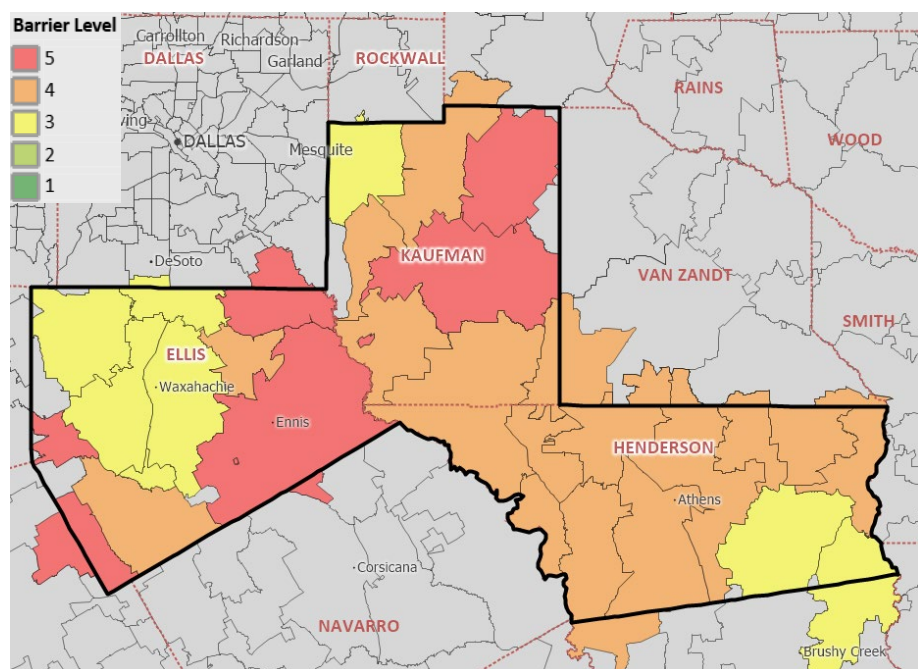 Barrier Level
5
4
3
2
1
Carrollton
Richardson
DALLAS
Garland
ROCKWALL
RAINS
ving
DALLAS
Mesquite
WOOD
DeSoto
KAUFMAN
VAN ZANDT
SMITH
ELLIS
Waxahachie
Ennis
HENDERSON
Athens
Corsicana
NAVARRO
Brushy Creek